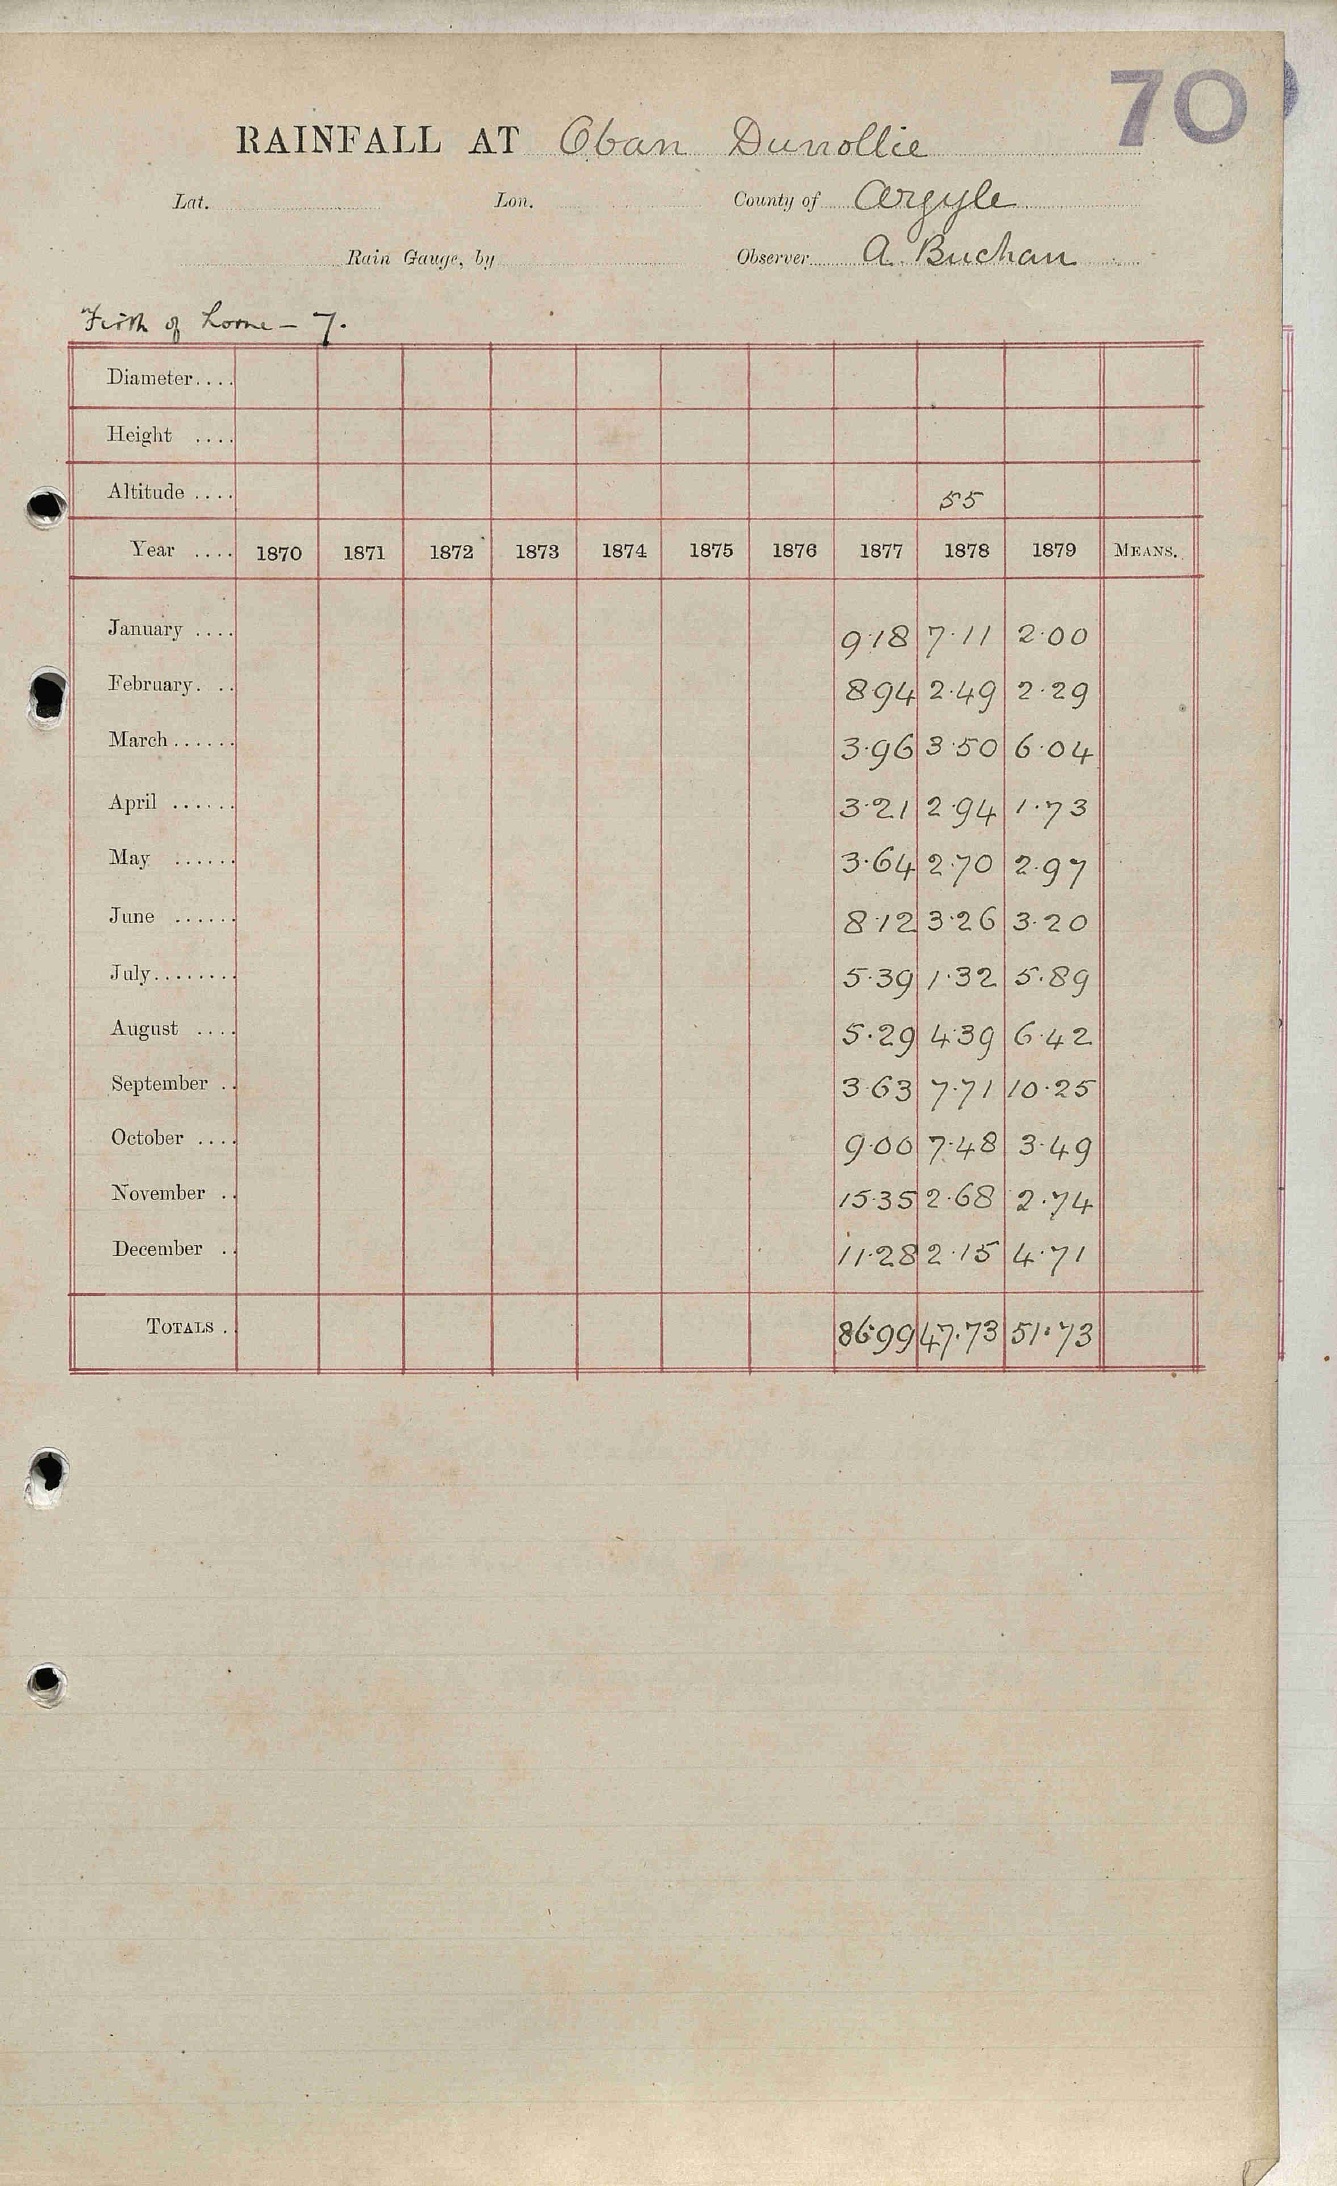 70
RAINFALL AT Oban Dunollie
Lat. Lon. County of Argyle
Rain Gauge, by Observer A. Buchan
Firth of Lorne – 7.
Diameter....
Height ....
Altitude .... 55
Year .... 1870 1871 1872 1873 1874 1875 1876 1877 1878 1879 MEANS.
January .... 9.18 7.11 2.00
February. .. 8 94 2.49 2.29
March...... 3.96 3.50 6.04
April ...... 3.21 2.94 1.73
May ...... 3.64 2.70 2.97
June ...... 8.12 3.26 3.20
July........ 5.39 1.32 5.89
August .... 5.29 4.39 6.42
September .. 3.63 7.71 10.25
October .... 9.00 7.48 3.49
November .. 15.35 2.68 2.74
December .. 11.28 2.15 4.71
TOTALS . 86.99 47.73 51.73